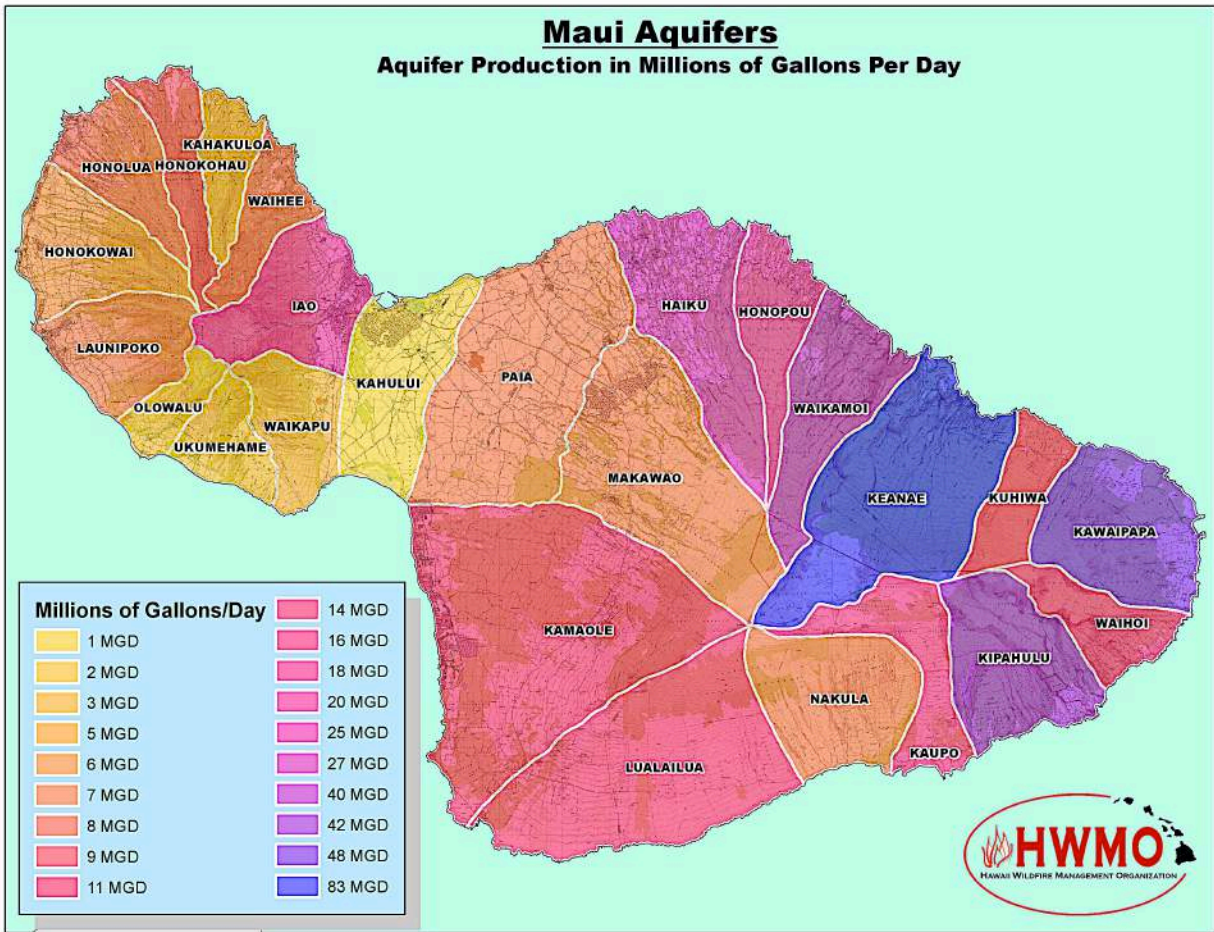 Maui Aquifers
Aquifer Production in Millions of Gallons Per Day
KAHAKULOA
HONOLUA
HONOKOHAU
WAIHEE
HONOKOWAI
IAO
HAIKU
HONOPOU
LAUNIPOKO
PAIA
KAHULUI
WAIKAMOI
OLOWALU
WAIKAPU
UKUMEHAME
MAKAWAO
KEANAE
KUHIWA
KAWAIPAPA
KAMAOLE
WAIHOI
KIPAHULU
NAKULA
KAUPO
LUALAILUA
Millions of Gallons/Day
1 MGD
2 MGD
3 MGD
5 MGD
6 MGD
7 MGD
8 MGD
9 MGD
11 MGD
14 MGD
16 MGD
18 MGD
20 MGD
25 MGD
27 MGD
40 MGD
42 MGD
48 MGD
83 MGD
HWMO
HAWAII WILDFIRE MANAGEMENT ORGANIZATION